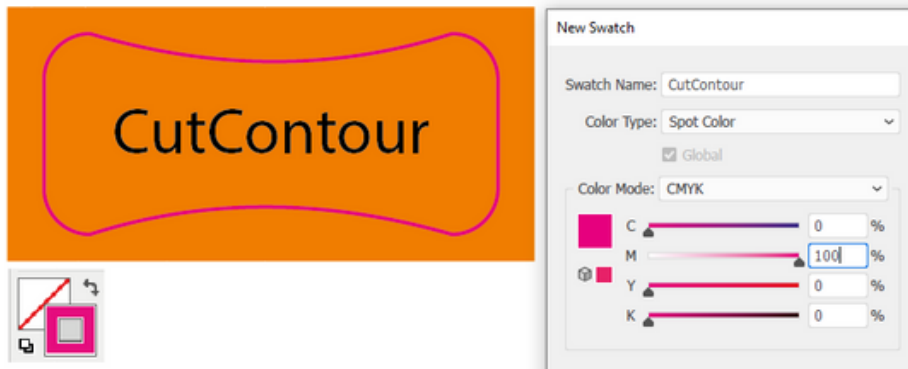 CutContour
New Swatch
Swatch Name: CutContour
Color Type: Spot Color
Global
Color Mode: CMYK
C 0 %
M 100 %
Y 0 %
K 0 %